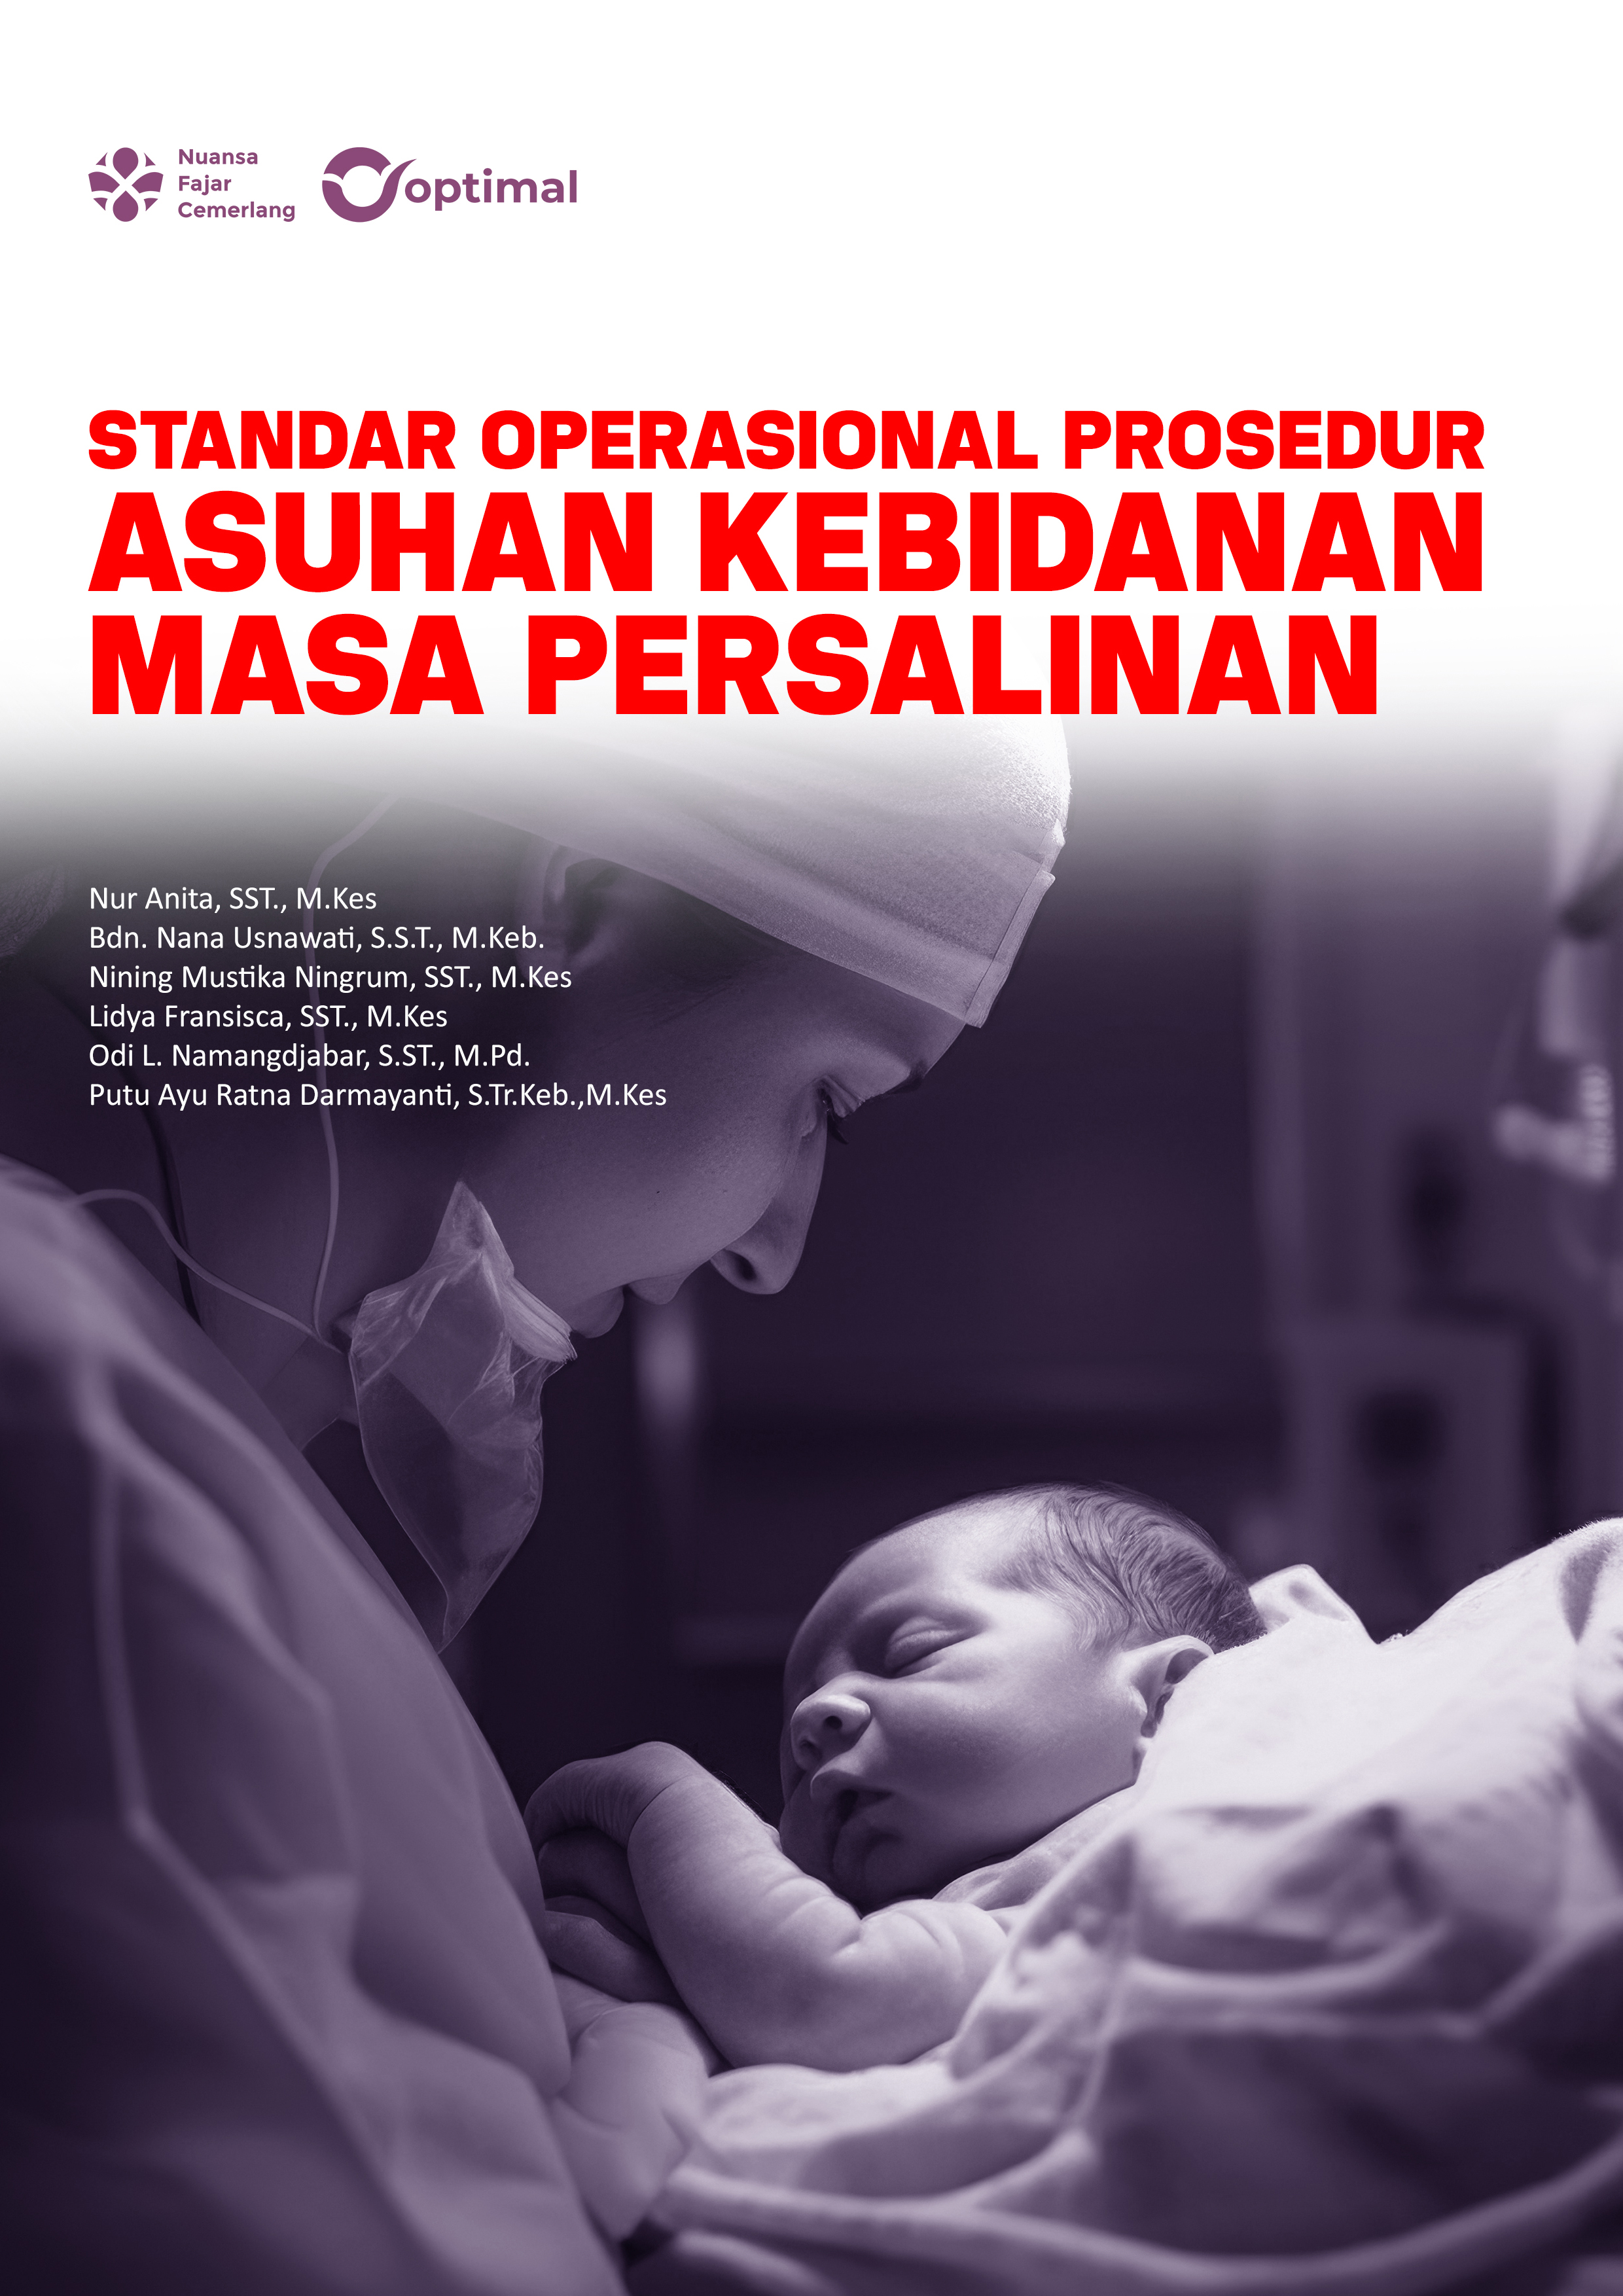 Nuansa
Fajar
Cemerlang
optimal
STANDAR OPERASIONAL PROSEDUR
ASUHAN KEBIDANAN
MASA PERSALINAN
Nur Anita, SST., M.Kes
Bdn. Nana Usnawati, S.S.T., M.Keb.
Nining Mustika Ningrum, SST., M.Kes
Lidya Fransisca, SST., M.Kes
Odi L. Namangdjabar, S.ST., M.Pd.
Putu Ayu Ratna Darmayanti, S.Tr.Keb.,M.Kes